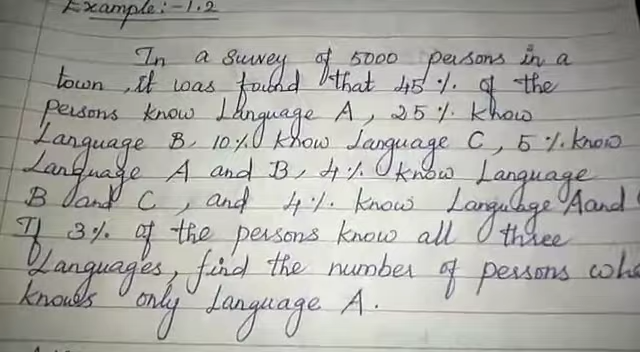 Example:-1.2
In a survey of 5000 persons in a
town, it was found that 45% of the
persons know Language A, 25% know
Language B, 10% know Language C, 5% know
Language A and B, 4% know Language
B and C, and 4% know Language A and
If 3% of the persons know all three
Languages, find the number of persons who
knows only Language A.